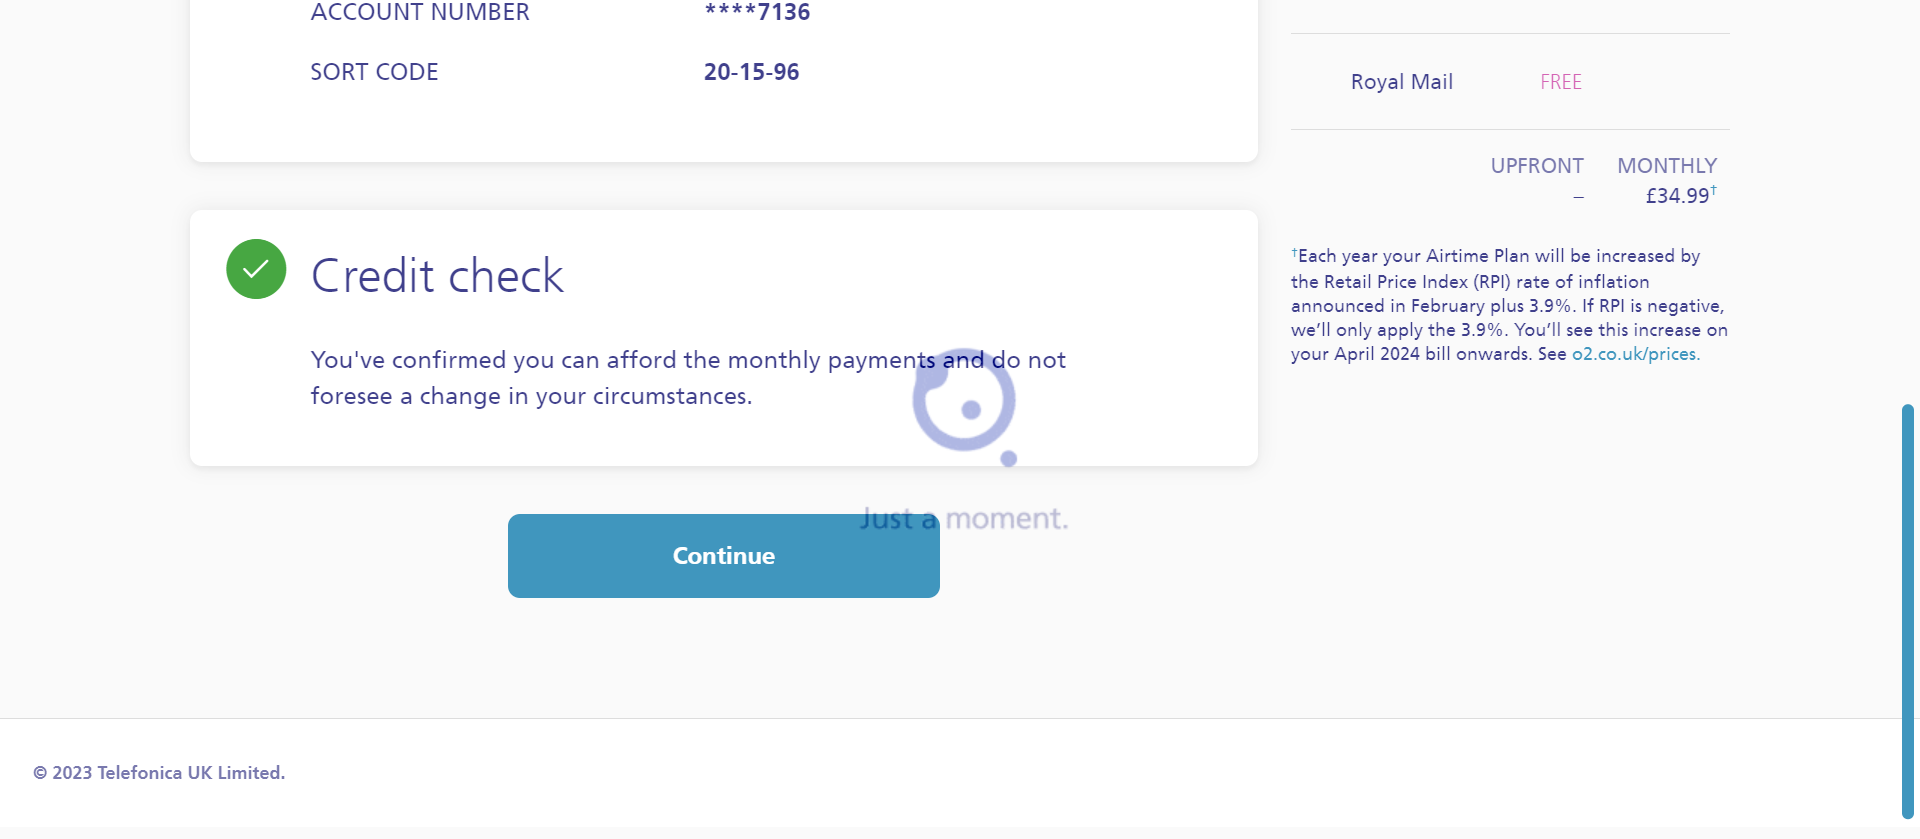 ACCOUNT NUMBER ****7136
SORT CODE 20-15-96
Credit check
You've confirmed you can afford the monthly payments and do not
foresee a change in your circumstances.
Just a moment.
Continue
Royal Mail FREE
UPFRONT MONTHLY
– £34.99†
†Each year your Airtime Plan will be increased by
the Retail Price Index (RPI) rate of inflation
announced in February plus 3.9%. If RPI is negative,
we’ll only apply the 3.9%. You’ll see this increase on
your April 2024 bill onwards. See o2.co.uk/prices.
© 2023 Telefonica UK Limited.